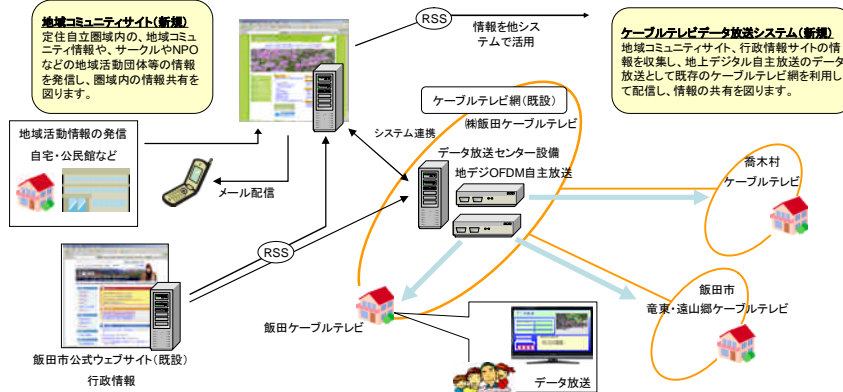 地域コミュニティサイト(新規)
定住自立圏域内の、地域コミュ
ニティ情報や、サークルやNPO
などの地域活動団体等の情報
を発信し、圏域内の情報共有を
図ります。
RSS
情報を他シス
テムで活用
ケーブルテレビデータ放送システム(新規)
地域コミュニティサイト、行政情報サイトの情
報を収集し、地上デジタル自主放送のデータ
放送として既存のケーブルテレビ網を利用し
て配信し、情報の共有を図ります。
地域活動情報の発信
自宅・公民館など
メール配信
システム連携
ケーブルテレビ網(既設)
㈱飯田ケーブルテレビ
データ放送センター設備
地デジOFDM自主放送
喬木村
ケーブルテレビ
RSS
飯田市公式ウェブサイト(既設)
行政情報
飯田ケーブルテレビ
データ放送
飯田市
竜東・遠山郷ケーブルテレビ